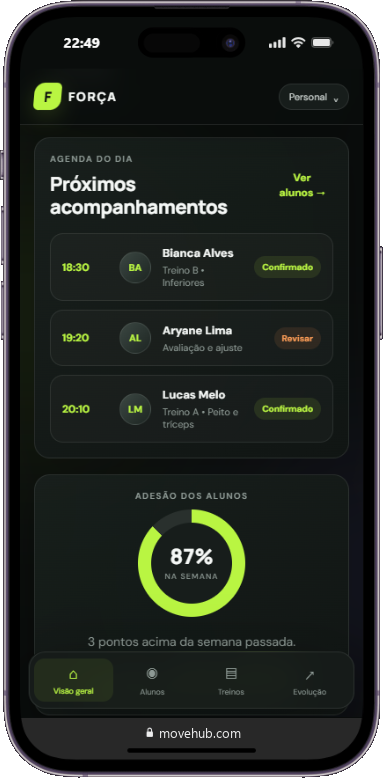 22:49
F FORÇA
Personal
AGENDA DO DIA
Próximos
acompanhamentos
Ver
alunos →
18:30
BA
Bianca Alves
Treino B •
Inferiores
Confirmado
19:20
AL
Aryane Lima
Avaliação e ajuste
Revisar
20:10
LM
Lucas Melo
Treino A • Peito e
tríceps
Confirmado
ADESÃO DOS ALUNOS
87%
NA SEMANA
3 pontos acima da semana passada.
Visão geral
Alunos
Treinos
Evolução
movehub.com